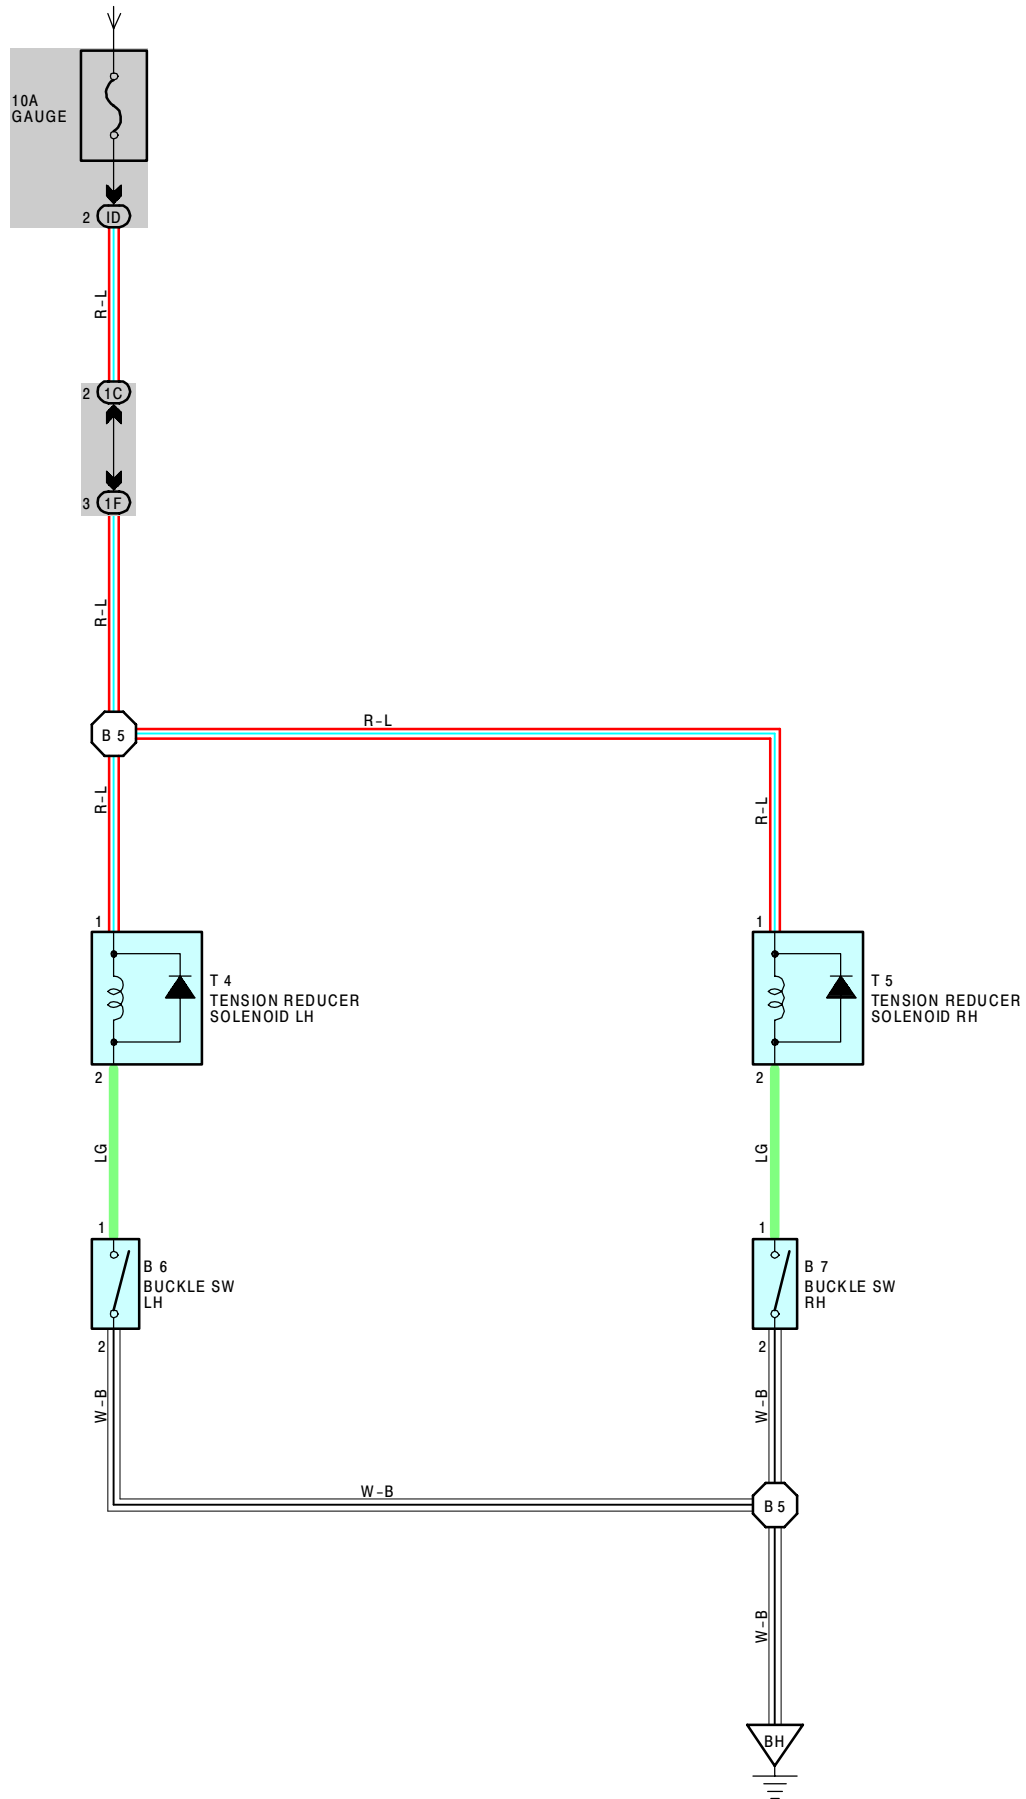 10A
GAUGE
2 ID
R-L
2 1C
3 1F
R-L
B 5
R-L
R-L
R-L
1
1
T 4
TENSION REDUCER
SOLENOID LH
T 5
TENSION REDUCER
SOLENOID RH
2
2
LG
LG
1
1
B 6
BUCKLE SW
LH
B 7
BUCKLE SW
RH
2
2
W-B
W-B
W-B
B 5
W-B
BH